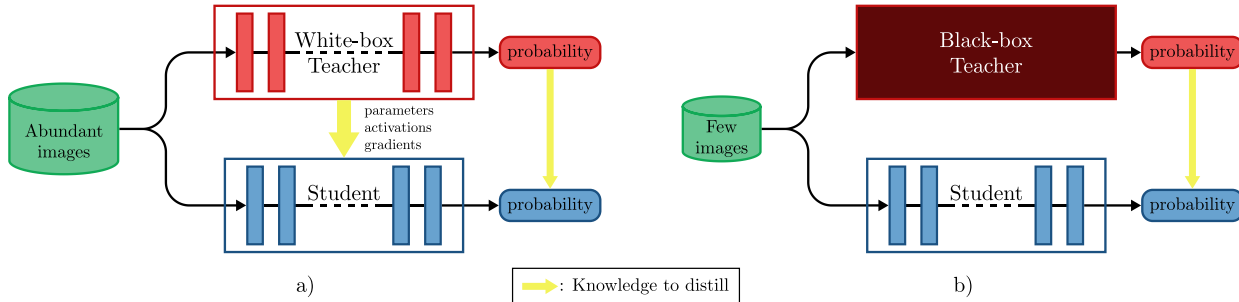 White-box
Teacher
probability
Abundant
images
parameters
activations
gradients
Student
probability
a)
Black-box
Teacher
probability
Few
images
Student
probability
b)
: Knowledge to distill